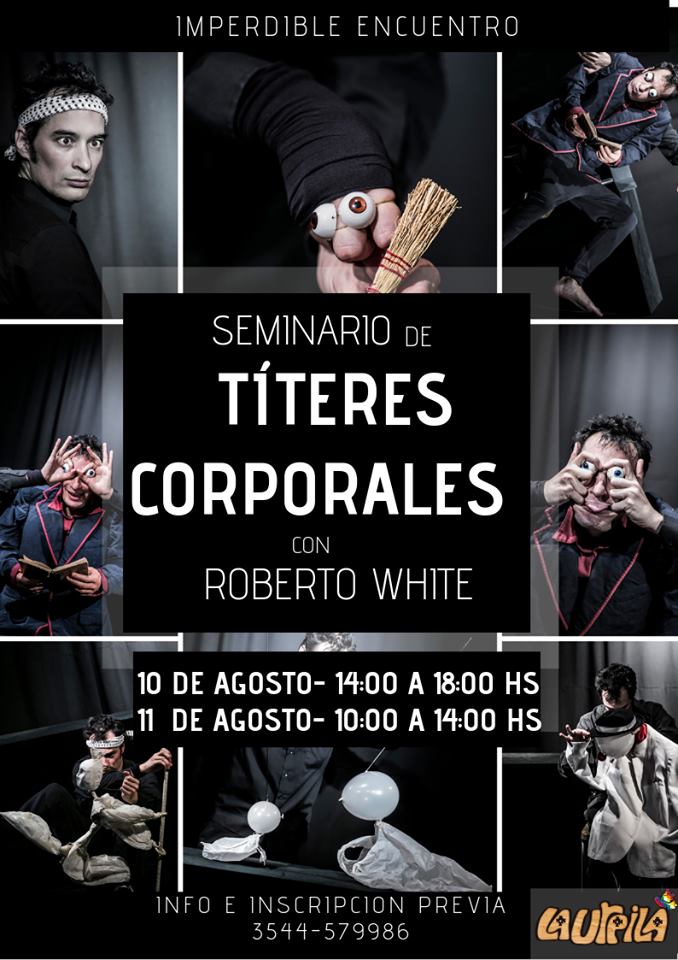 IMPERDIBLE ENCUENTRO
SEMINARIO DE
TÍTERES
CORPORALES
CON
ROBERTO WHITE
10 DE AGOSTO- 14:00 A 18:00 HS
11 DE AGOSTO- 10:00 A 14:00 HS
INFO E INSCRIPCION PREVIA
3544-579986